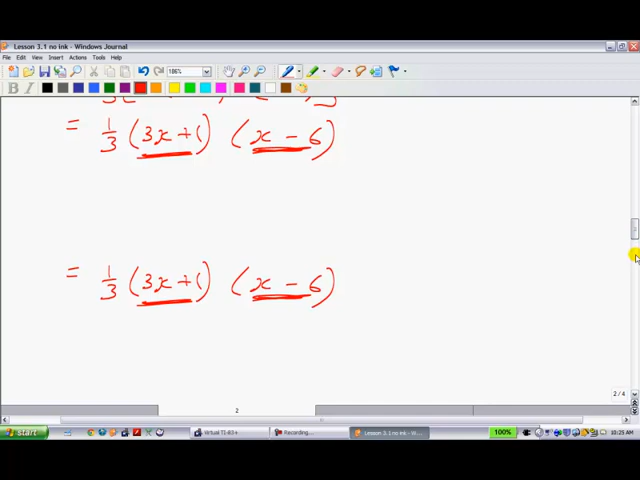 Lesson 3.1 no ink - Windows Journal
File Edit View Insert Actions Tools Help
186%
B I
= 1/3 (3x+1) (x - 6)
= 1/3 (3x+1) (x - 6)
2/4
2
start Virtual TI-83+ Recording... Lesson 3.1 no ink - W... 100% 10:25 AM